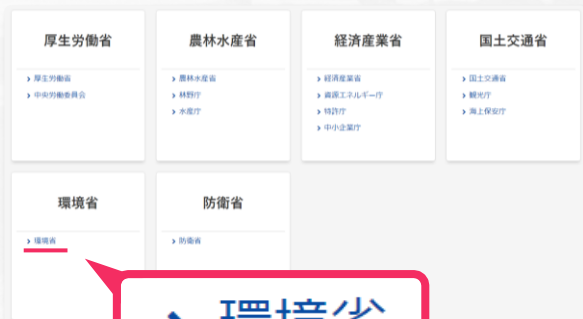 厚生労働省
› 厚生労働省
› 中央労働委員会
農林水産省
› 農林水産省
› 林野庁
› 水産庁
経済産業省
› 経済産業省
› 資源エネルギー庁
› 特許庁
› 中小企業庁
国土交通省
› 国土交通省
› 観光庁
› 海上保安庁
環境省
› 環境省
防衛省
› 防衛省
› 環境省